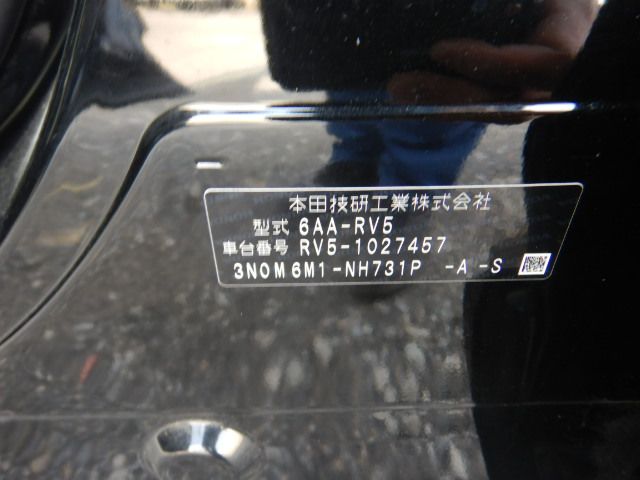 本田技研工業株式会社
型式 6AA-RV5
車台番号 RV5-1027457
3N0M6M1-NH731P -A -S